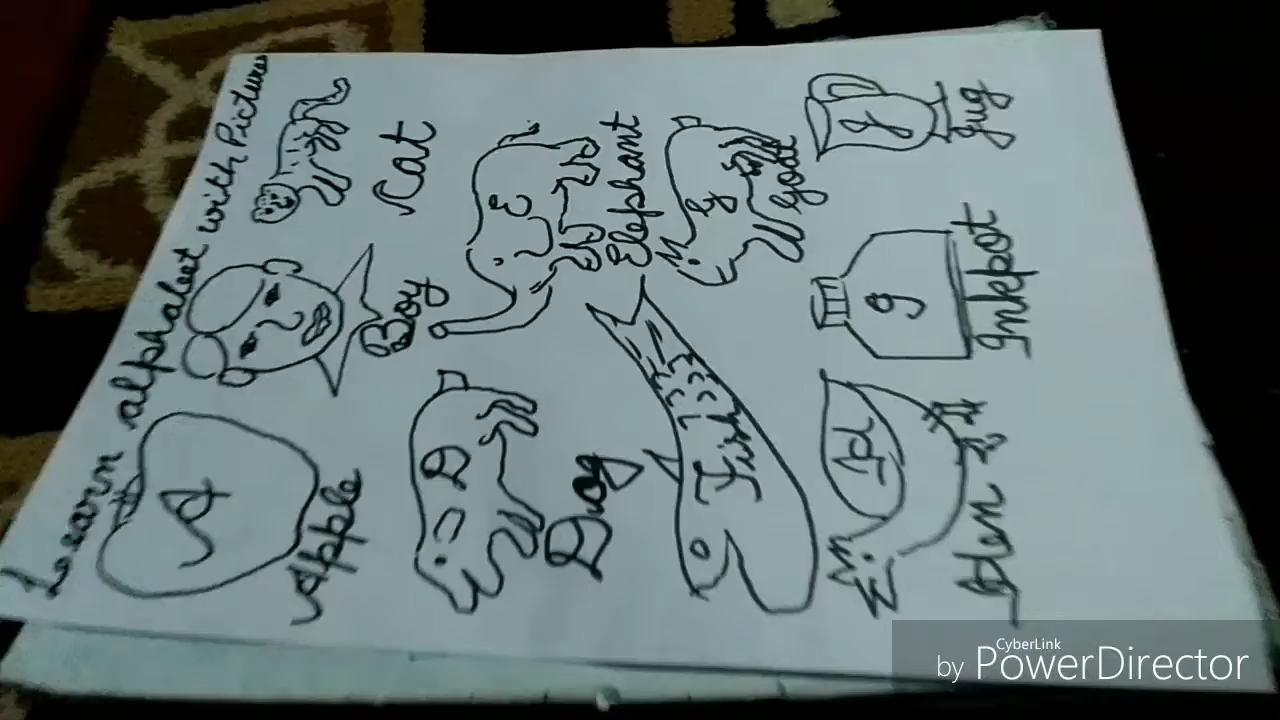 Learn alphabet with Pictures
A
Apple
Boy
Cat
D
Dog
E
Elephant
Fish
G
Goat
H
Hen
I
Inkpot
J
Jug
CyberLink
by PowerDirector